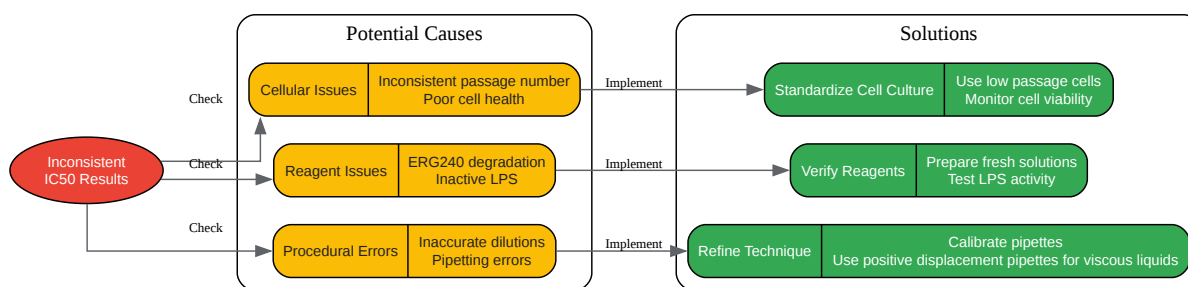 Potential Causes
Solutions
Inconsistent
IC50 Results
Check
Cellular Issues
Inconsistent passage number
Poor cell health
Implement
Standardize Cell Culture
Use low passage cells
Monitor cell viability
Check
Reagent Issues
ERG240 degradation
Inactive LPS
Implement
Verify Reagents
Prepare fresh solutions
Test LPS activity
Check
Procedural Errors
Inaccurate dilutions
Pipetting errors
Implement
Refine Technique
Calibrate pipettes
Use positive displacement pipettes for viscous liquids